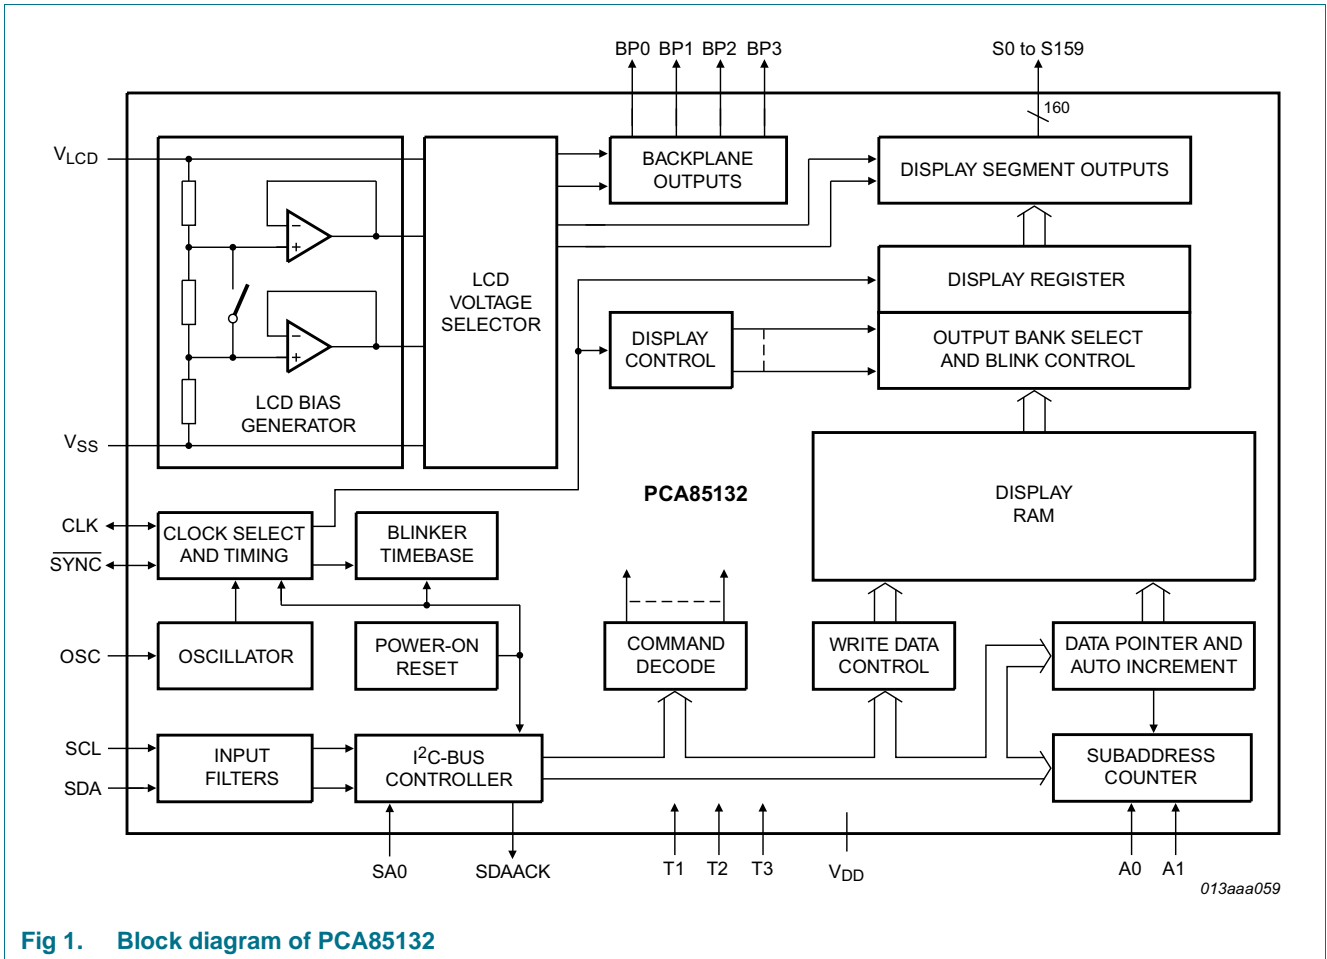 BP0 BP1 BP2 BP3
S0 to S159
160
VLCD
BACKPLANE
OUTPUTS
DISPLAY SEGMENT OUTPUTS
−
+
LCD
VOLTAGE
SELECTOR
DISPLAY REGISTER
−
+
DISPLAY
CONTROL
OUTPUT BANK SELECT
AND BLINK CONTROL
LCD BIAS
GENERATOR
VSS
PCA85132
DISPLAY
RAM
CLK
SYNC
CLOCK SELECT
AND TIMING
BLINKER
TIMEBASE
OSC
OSCILLATOR
POWER-ON
RESET
COMMAND
DECODE
WRITE DATA
CONTROL
DATA POINTER AND
AUTO INCREMENT
SCL
SDA
INPUT
FILTERS
I2C-BUS
CONTROLLER
SUBADDRESS
COUNTER
SA0
SDAACK
T1 T2 T3
VDD
A0 A1
013aaa059
Fig 1. Block diagram of PCA85132